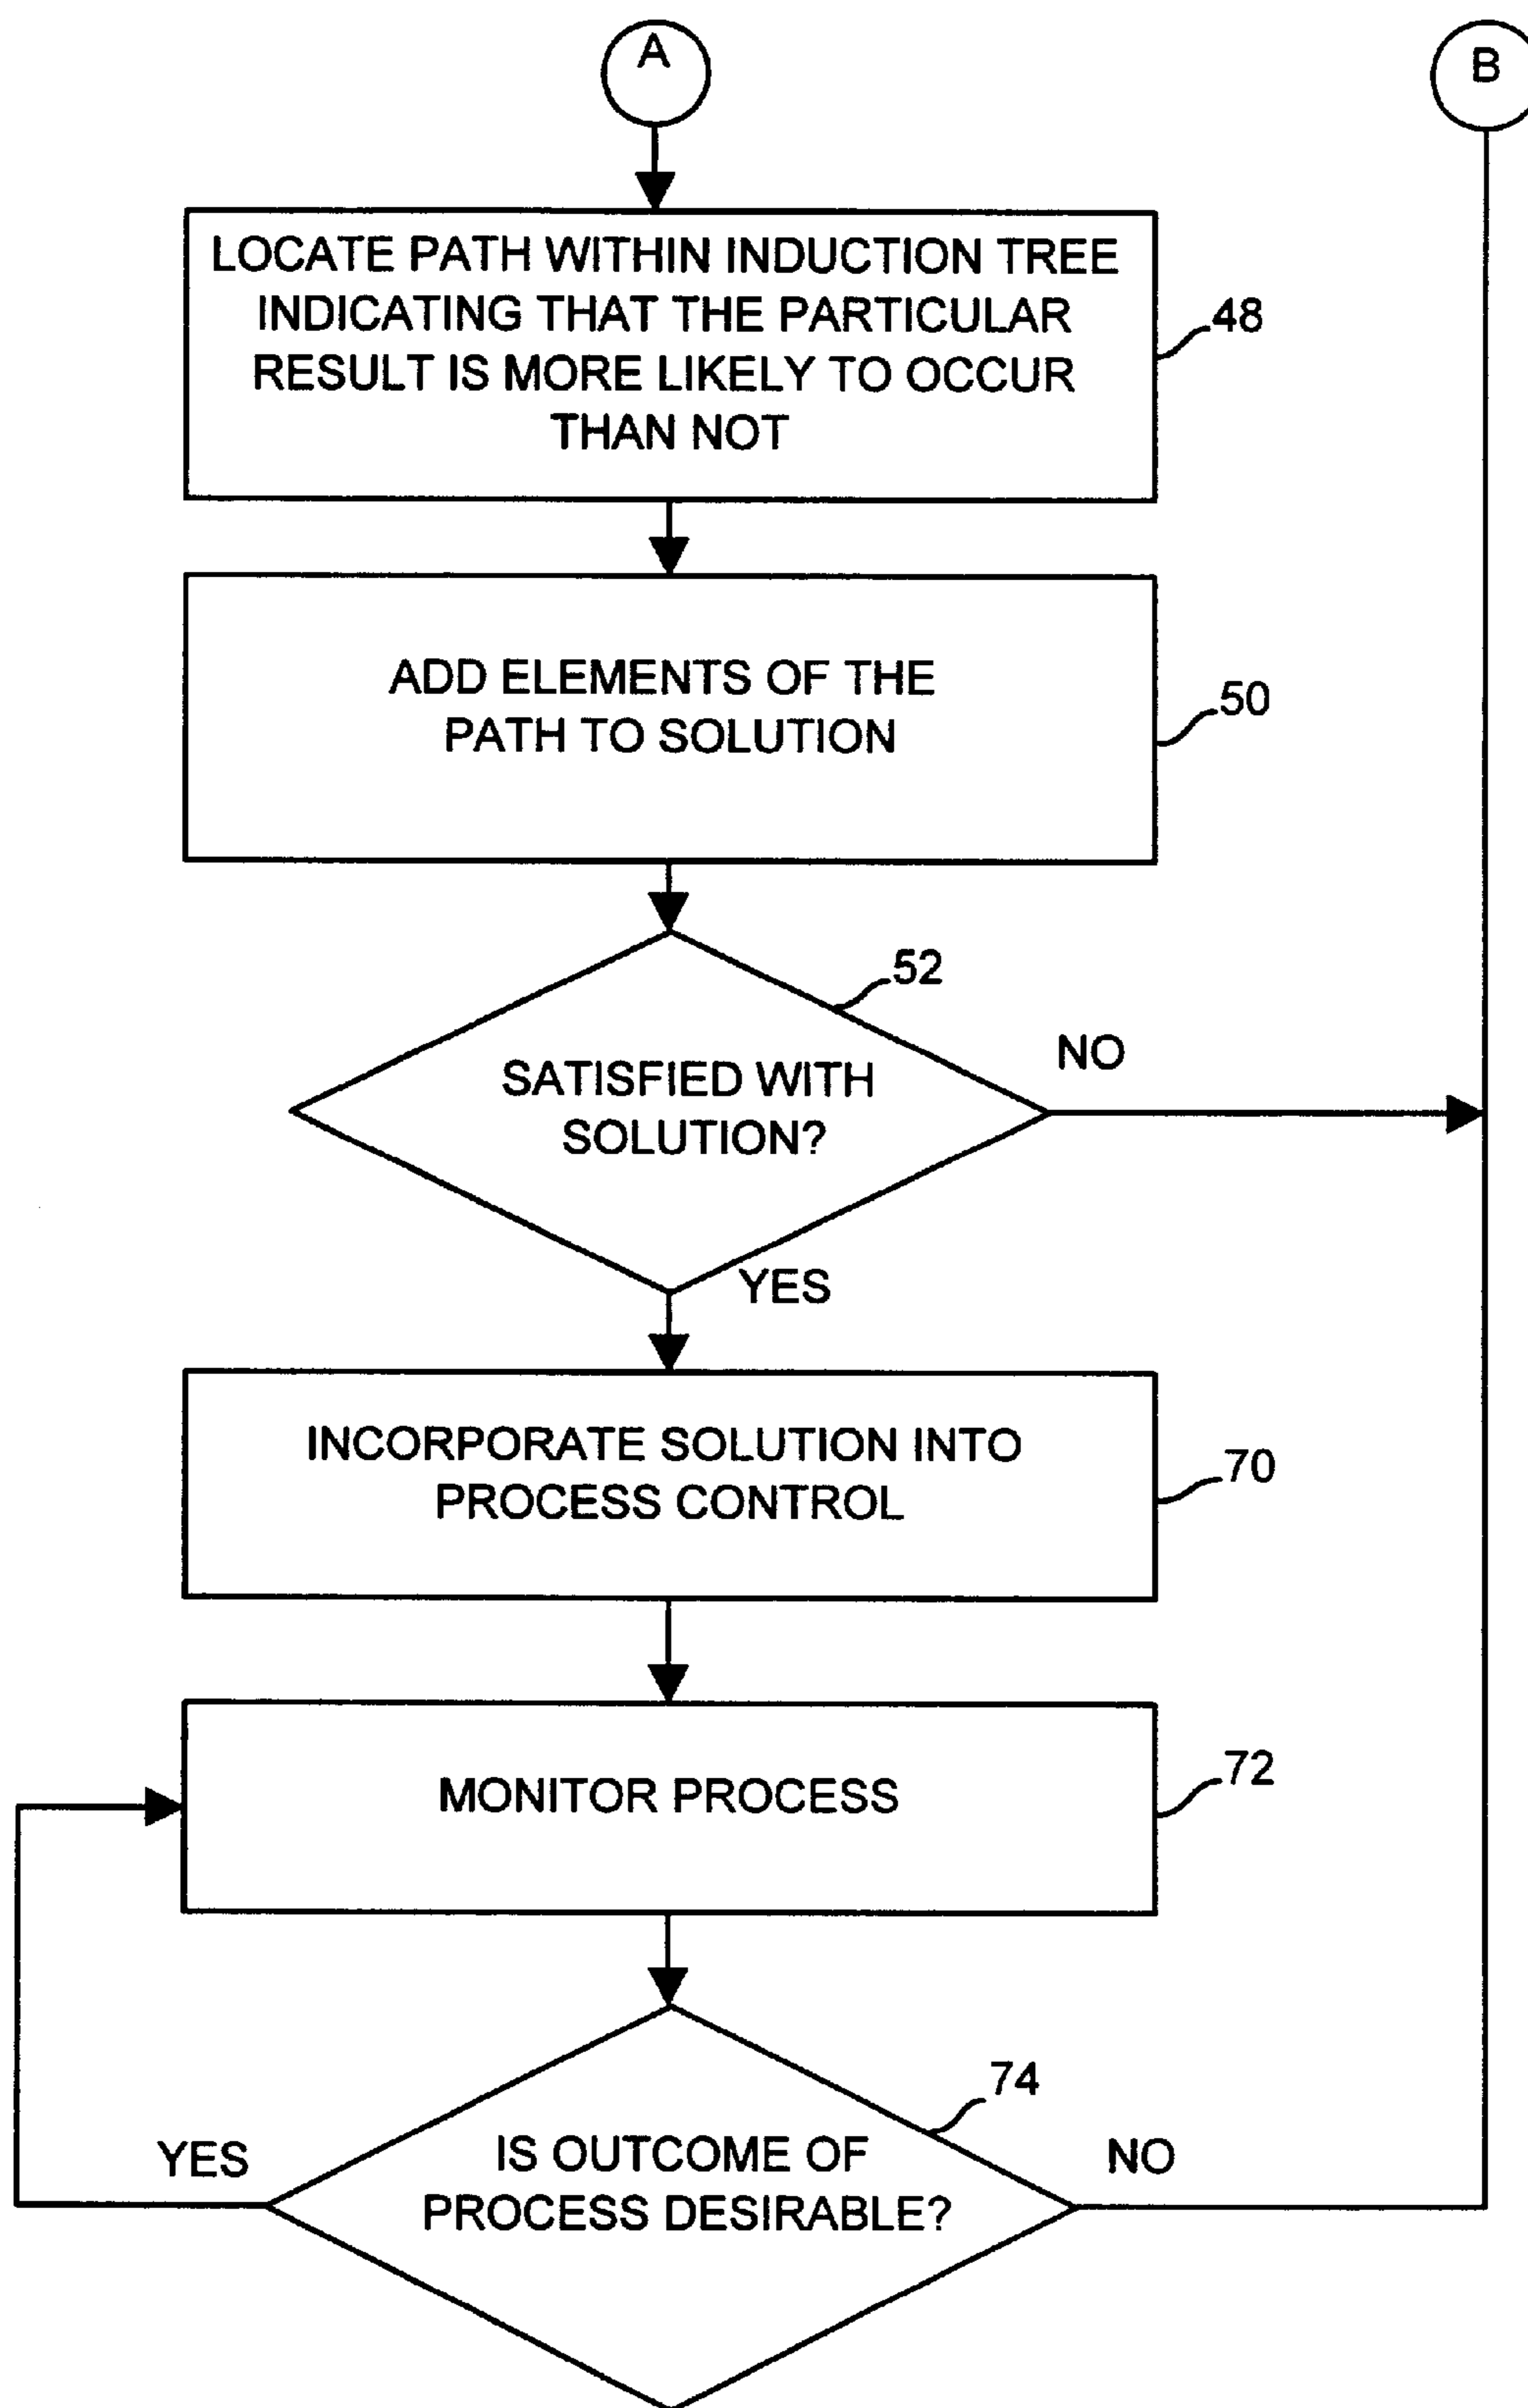 A
B
LOCATE PATH WITHIN INDUCTION TREE
INDICATING THAT THE PARTICULAR
RESULT IS MORE LIKELY TO OCCUR
THAN NOT
48
ADD ELEMENTS OF THE
PATH TO SOLUTION
50
52
SATISFIED WITH
SOLUTION?
NO
YES
INCORPORATE SOLUTION INTO
PROCESS CONTROL
70
MONITOR PROCESS
72
74
YES
IS OUTCOME OF
PROCESS DESIRABLE?
NO